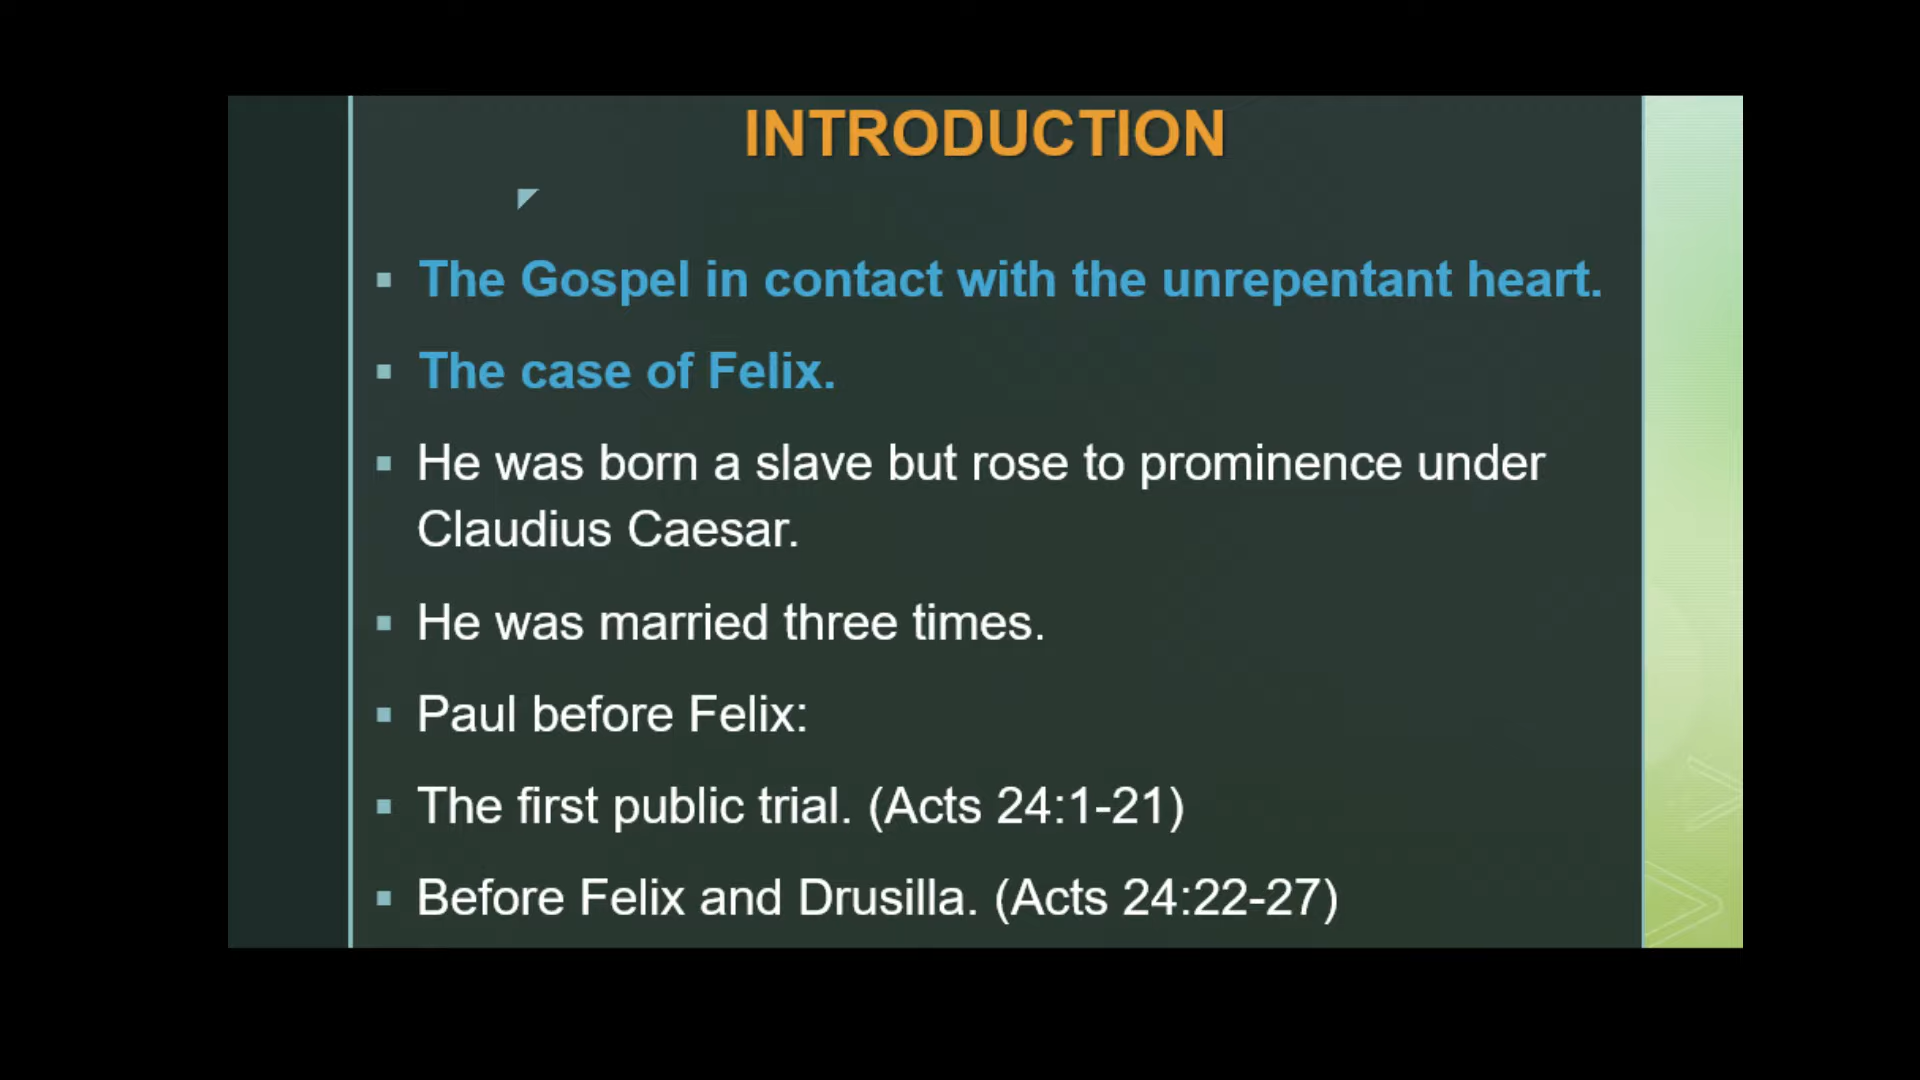 INTRODUCTION
The Gospel in contact with the unrepentant heart.
The case of Felix.
He was born a slave but rose to prominence under
Claudius Caesar.
He was married three times.
Paul before Felix:
The first public trial. (Acts 24:1-21)
Before Felix and Drusilla. (Acts 24:22-27)